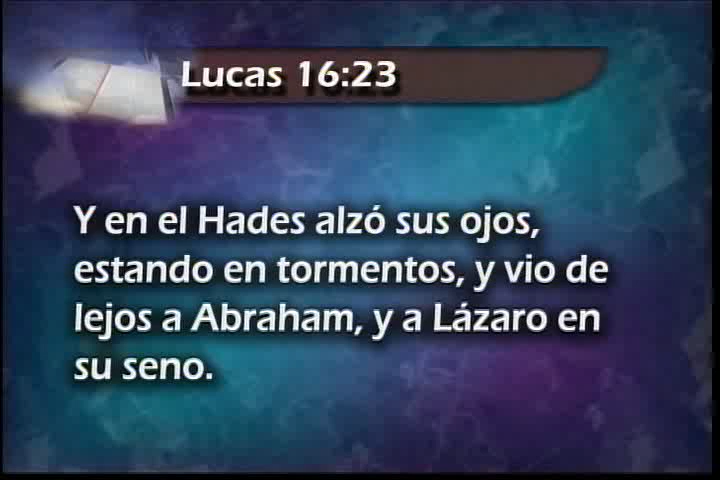 Lucas 16:23
Y en el Hades alzó sus ojos,
estando en tormentos, y vio de
lejos a Abraham, y a Lázaro en
su seno.